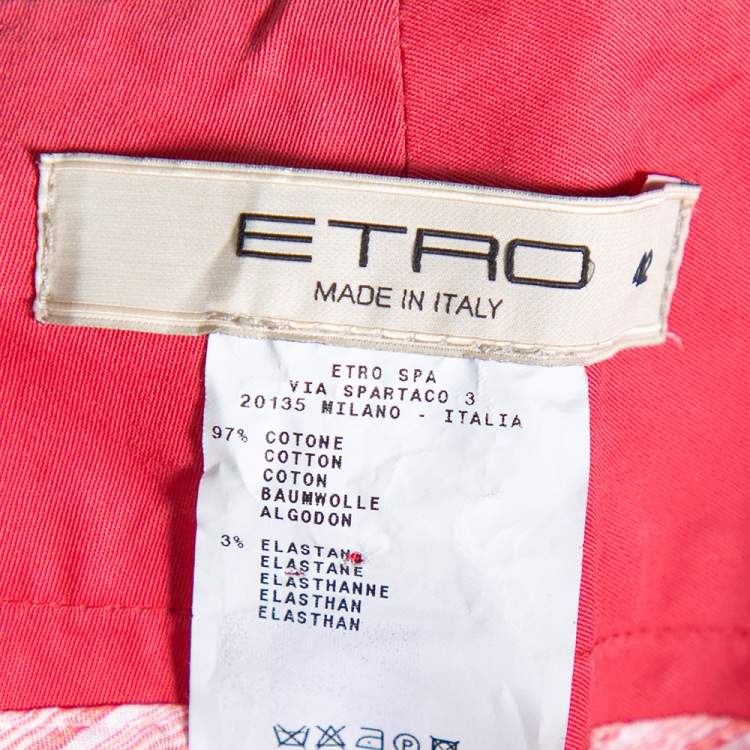 ETRO 42
MADE IN ITALY
ETRO SPA
VIA SPARTACO 3
20135 MILANO - ITALIA
97% COTONE
COTTON
COTON
BAUMWOLLE
ALGODON
3% ELASTAN
ELASTANE
ELASTHANNE
ELASTHAN
ELASTHAN
P